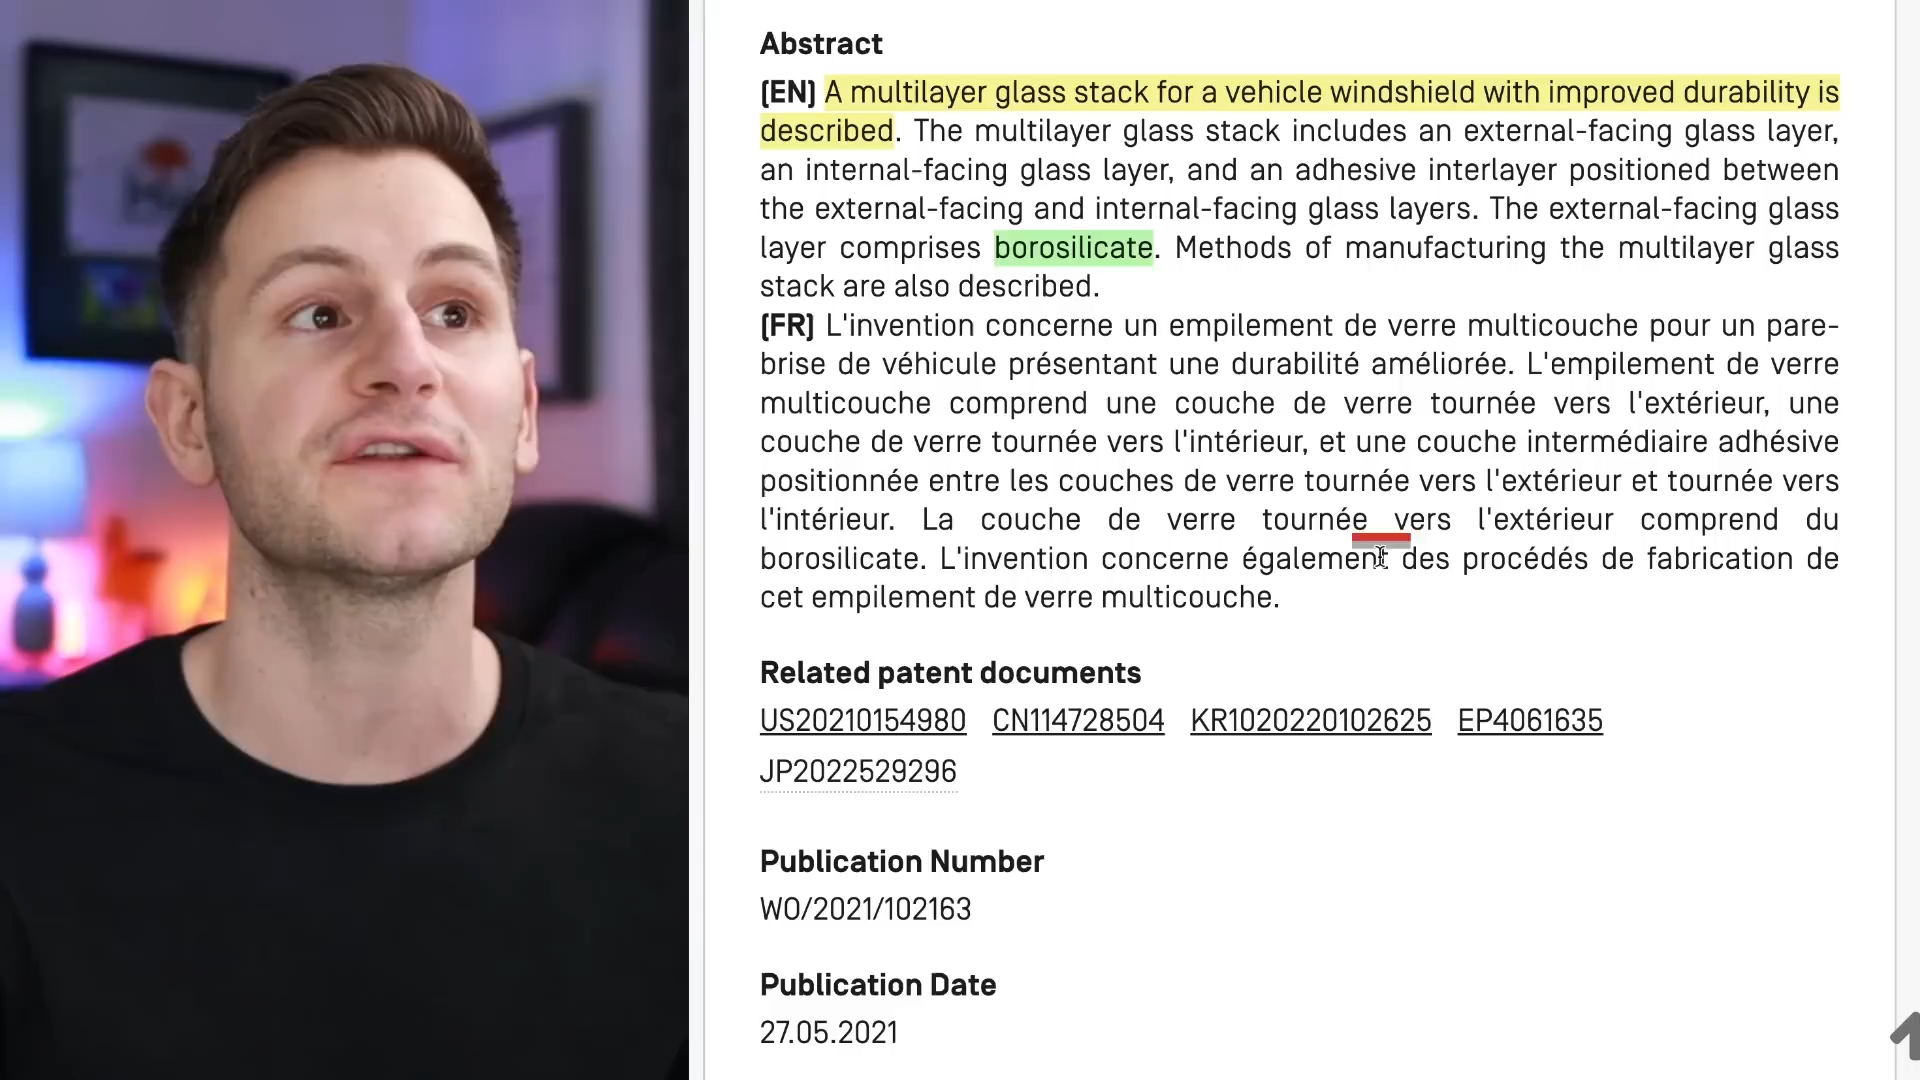 Abstract
(EN) A multilayer glass stack for a vehicle windshield with improved durability is
described. The multilayer glass stack includes an external-facing glass layer,
an internal-facing glass layer, and an adhesive interlayer positioned between
the external-facing and internal-facing glass layers. The external-facing glass
layer comprises borosilicate. Methods of manufacturing the multilayer glass
stack are also described.
(FR) L'invention concerne un empilement de verre multicouche pour un pare-
brise de véhicule présentant une durabilité améliorée. L'empilement de verre
multicouche comprend une couche de verre tournée vers l'extérieur, une
couche de verre tournée vers l'intérieur, et une couche intermédiaire adhésive
positionnée entre les couches de verre tournée vers l'extérieur et tournée vers
l'intérieur. La couche de verre tournée vers l'extérieur comprend du
borosilicate. L'invention concerne également des procédés de fabrication de
cet empilement de verre multicouche.
Related patent documents
US20210154980 CN114728504 KR1020220102625 EP4061635
JP2022529296
Publication Number
WO/2021/102163
Publication Date
27.05.2021